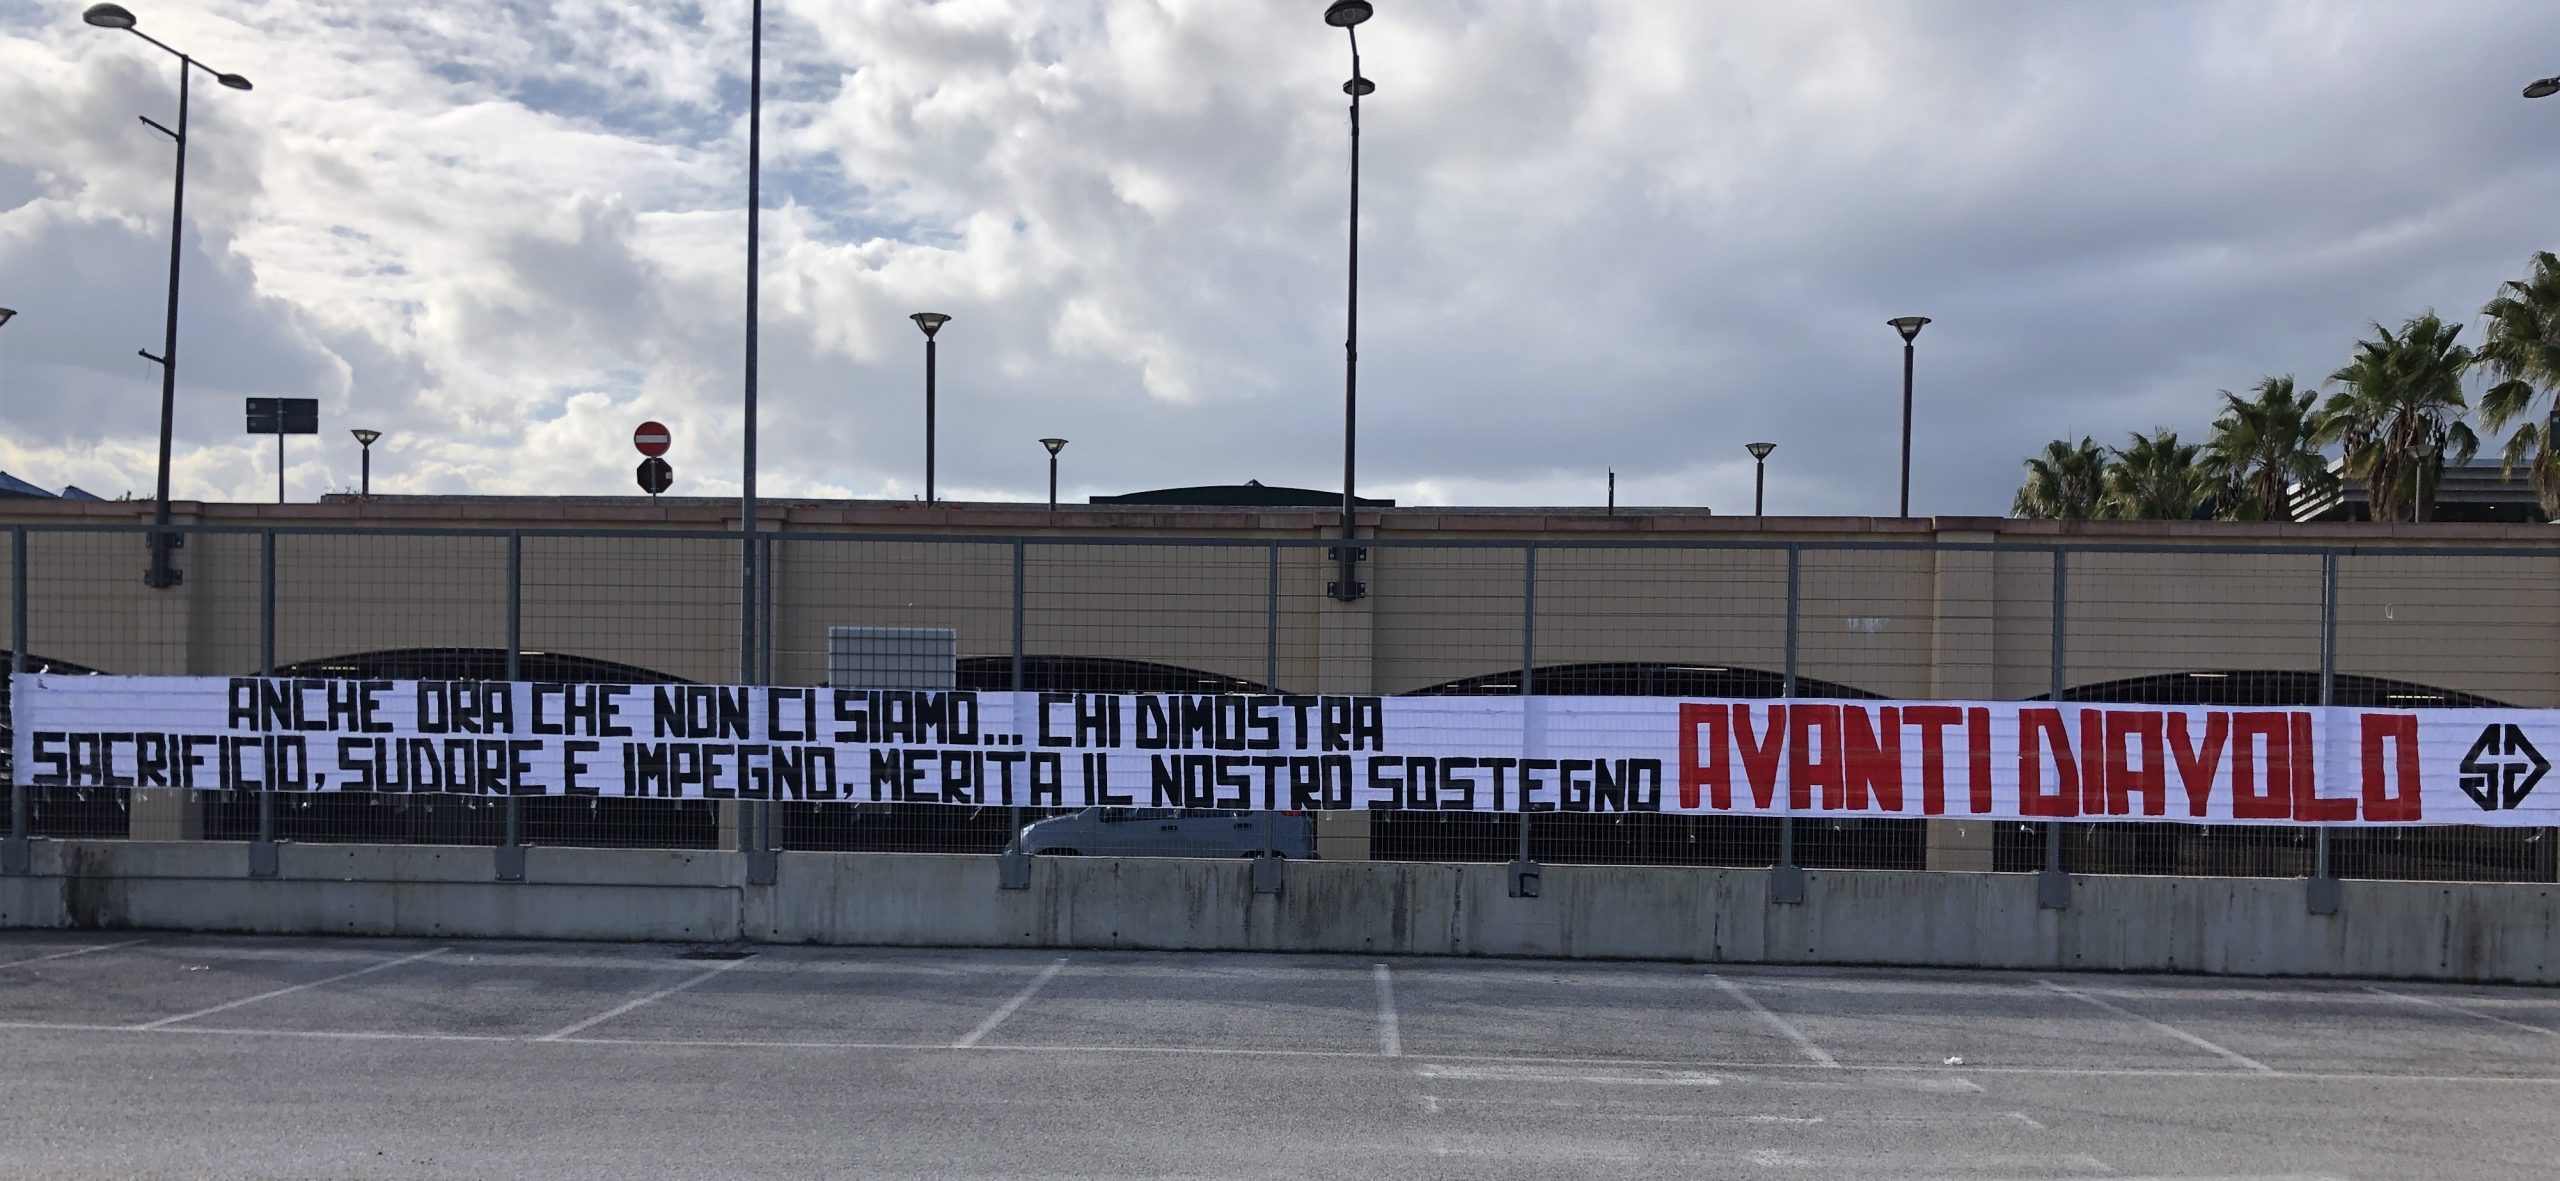 ANCHE ORA CHE NON CI SIAMO... CHI DIMOSTRA
SACRIFICIO, SUDORE E IMPEGNO, MERITA IL NOSTRO SOSTEGNO
AVANTI DIAVOLO